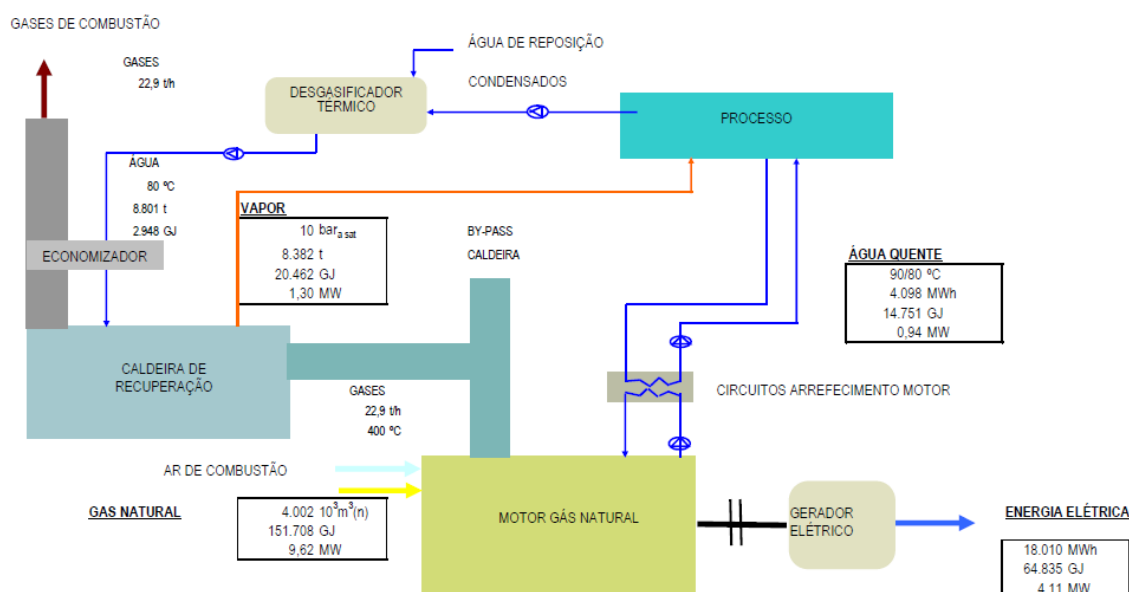 GASES DE COMBUSTÃO
GASES
22,9 t/h
ÁGUA DE REPOSIÇÃO
CONDENSADOS
DESGASIFICADOR
TÉRMICO
PROCESSO
ÁGUA
80 ºC
8.801 t
2.948 GJ
ECONOMIZADOR
VAPOR
10 bar a sat
8.382 t
20.462 GJ
1,30 MW
BY-PASS
CALDEIRA
ÁGUA QUENTE
90/80 ºC
4.098 MWh
14.751 GJ
0,94 MW
CALDEIRA DE
RECUPERAÇÃO
GASES
22,9 t/h
400 ºC
CIRCUITOS ARREFECIMENTO MOTOR
AR DE COMBUSTÃO
GAS NATURAL
4.002 10³m³(n)
151.708 GJ
9,62 MW
MOTOR GÁS NATURAL
GERADOR
ELÉTRICO
ENERGIA ELÉTRICA
18.010 MWh
64.835 GJ
4,11 MW